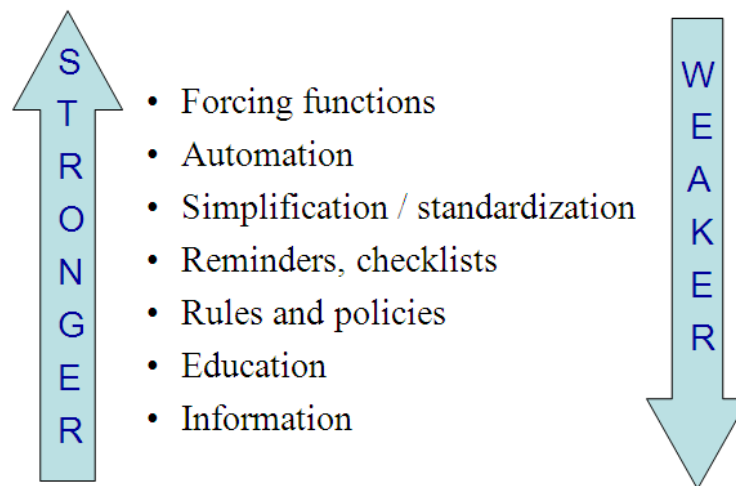 STRONGER
• Forcing functions
• Automation
• Simplification / standardization
• Reminders, checklists
• Rules and policies
• Education
• Information
WEAKER